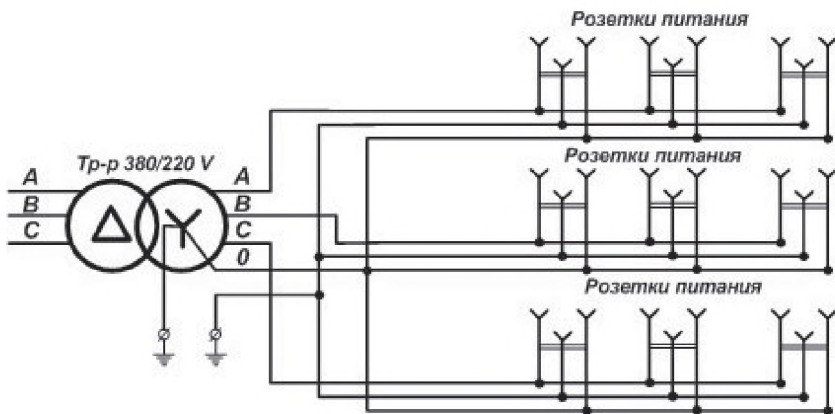 Розетки питания
Тр-р 380/220 V
A A
B B
C C
0
Розетки питания
Розетки питания